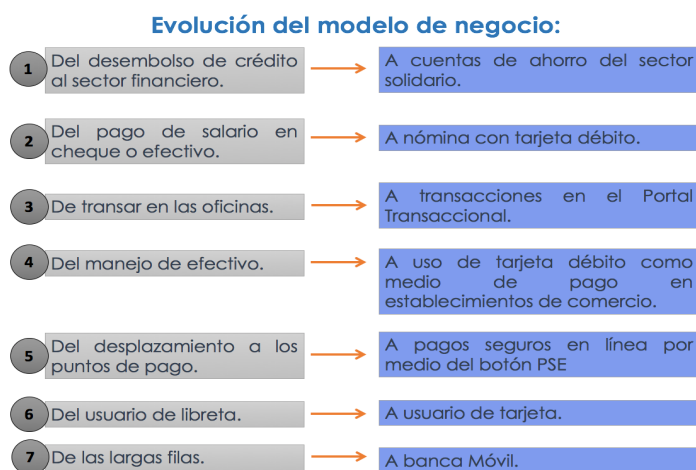 Evolución del modelo de negocio:
1
Del desembolso de crédito
al sector financiero.
A cuentas de ahorro del sector
solidario.
2
Del pago de salario en
cheque o efectivo.
A nómina con tarjeta débito.
3
De transar en las oficinas.
A transacciones en el Portal
Transaccional.
4
Del manejo de efectivo.
A uso de tarjeta débito como
medio de pago en
establecimientos de comercio.
5
Del desplazamiento a los
puntos de pago.
A pagos seguros en línea por
medio del botón PSE
6
Del usuario de libreta.
A usuario de tarjeta.
7
De las largas filas.
A banca Móvil.